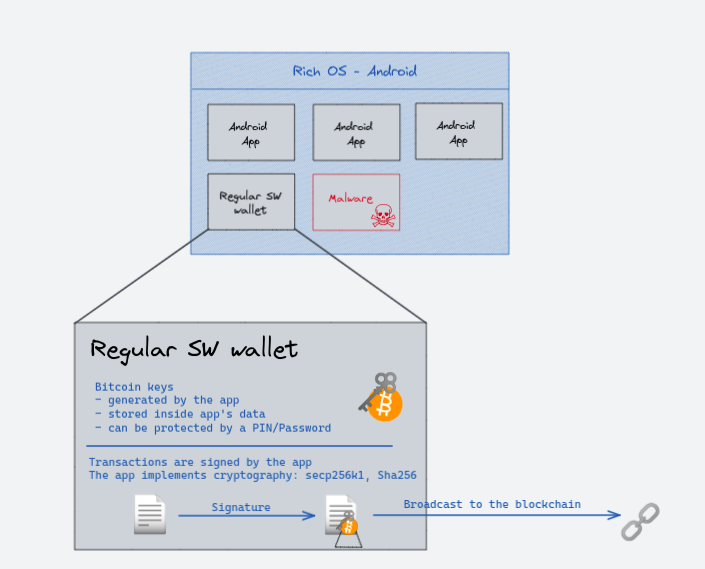 Rich OS - Android
Android
App
Android
App
Android
App
Regular SW
wallet
Malware
Regular SW wallet
Bitcoin keys
- generated by the app
- stored inside app's data
- can be protected by a PIN/Password
Transactions are signed by the app
The app implements cryptography: secp256k1, Sha256
Signature
Broadcast to the blockchain